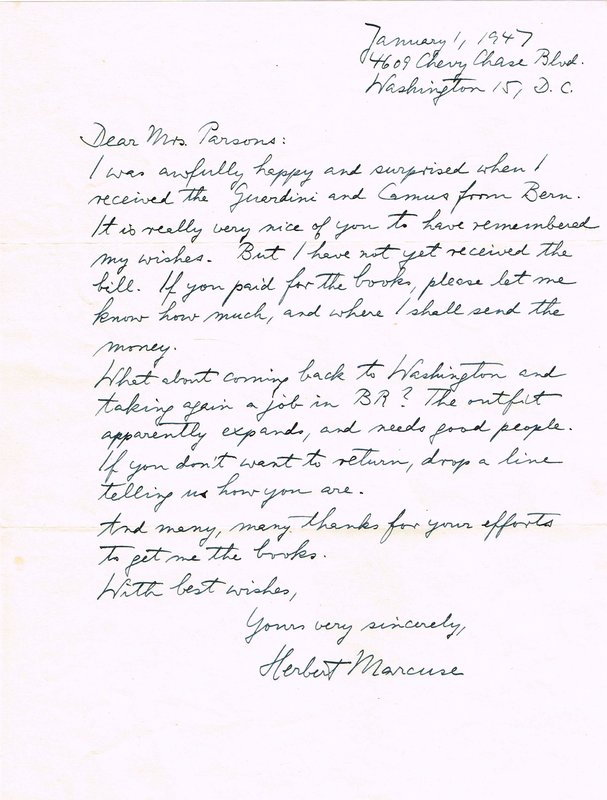 January 1, 1947
4609 Chevy Chase Blvd.
Washington 15, D. C.
Dear Mrs. Parsons:
I was awfully happy and surprised when I
received the Guardini and Camus from Bern.
It is really very nice of you to have remembered
my wishes. But I have not yet received the
bill. If you paid for the books, please let me
know how much, and where I shall send the
money.
What about coming back to Washington and
taking again a job in BR? The outfit
apparently expands, and needs good people.
If you don't want to return, drop a line
telling us how you are.
And many, many thanks for your efforts
to get me the books.
With best wishes,
Yours very sincerely,
Herbert Marcuse